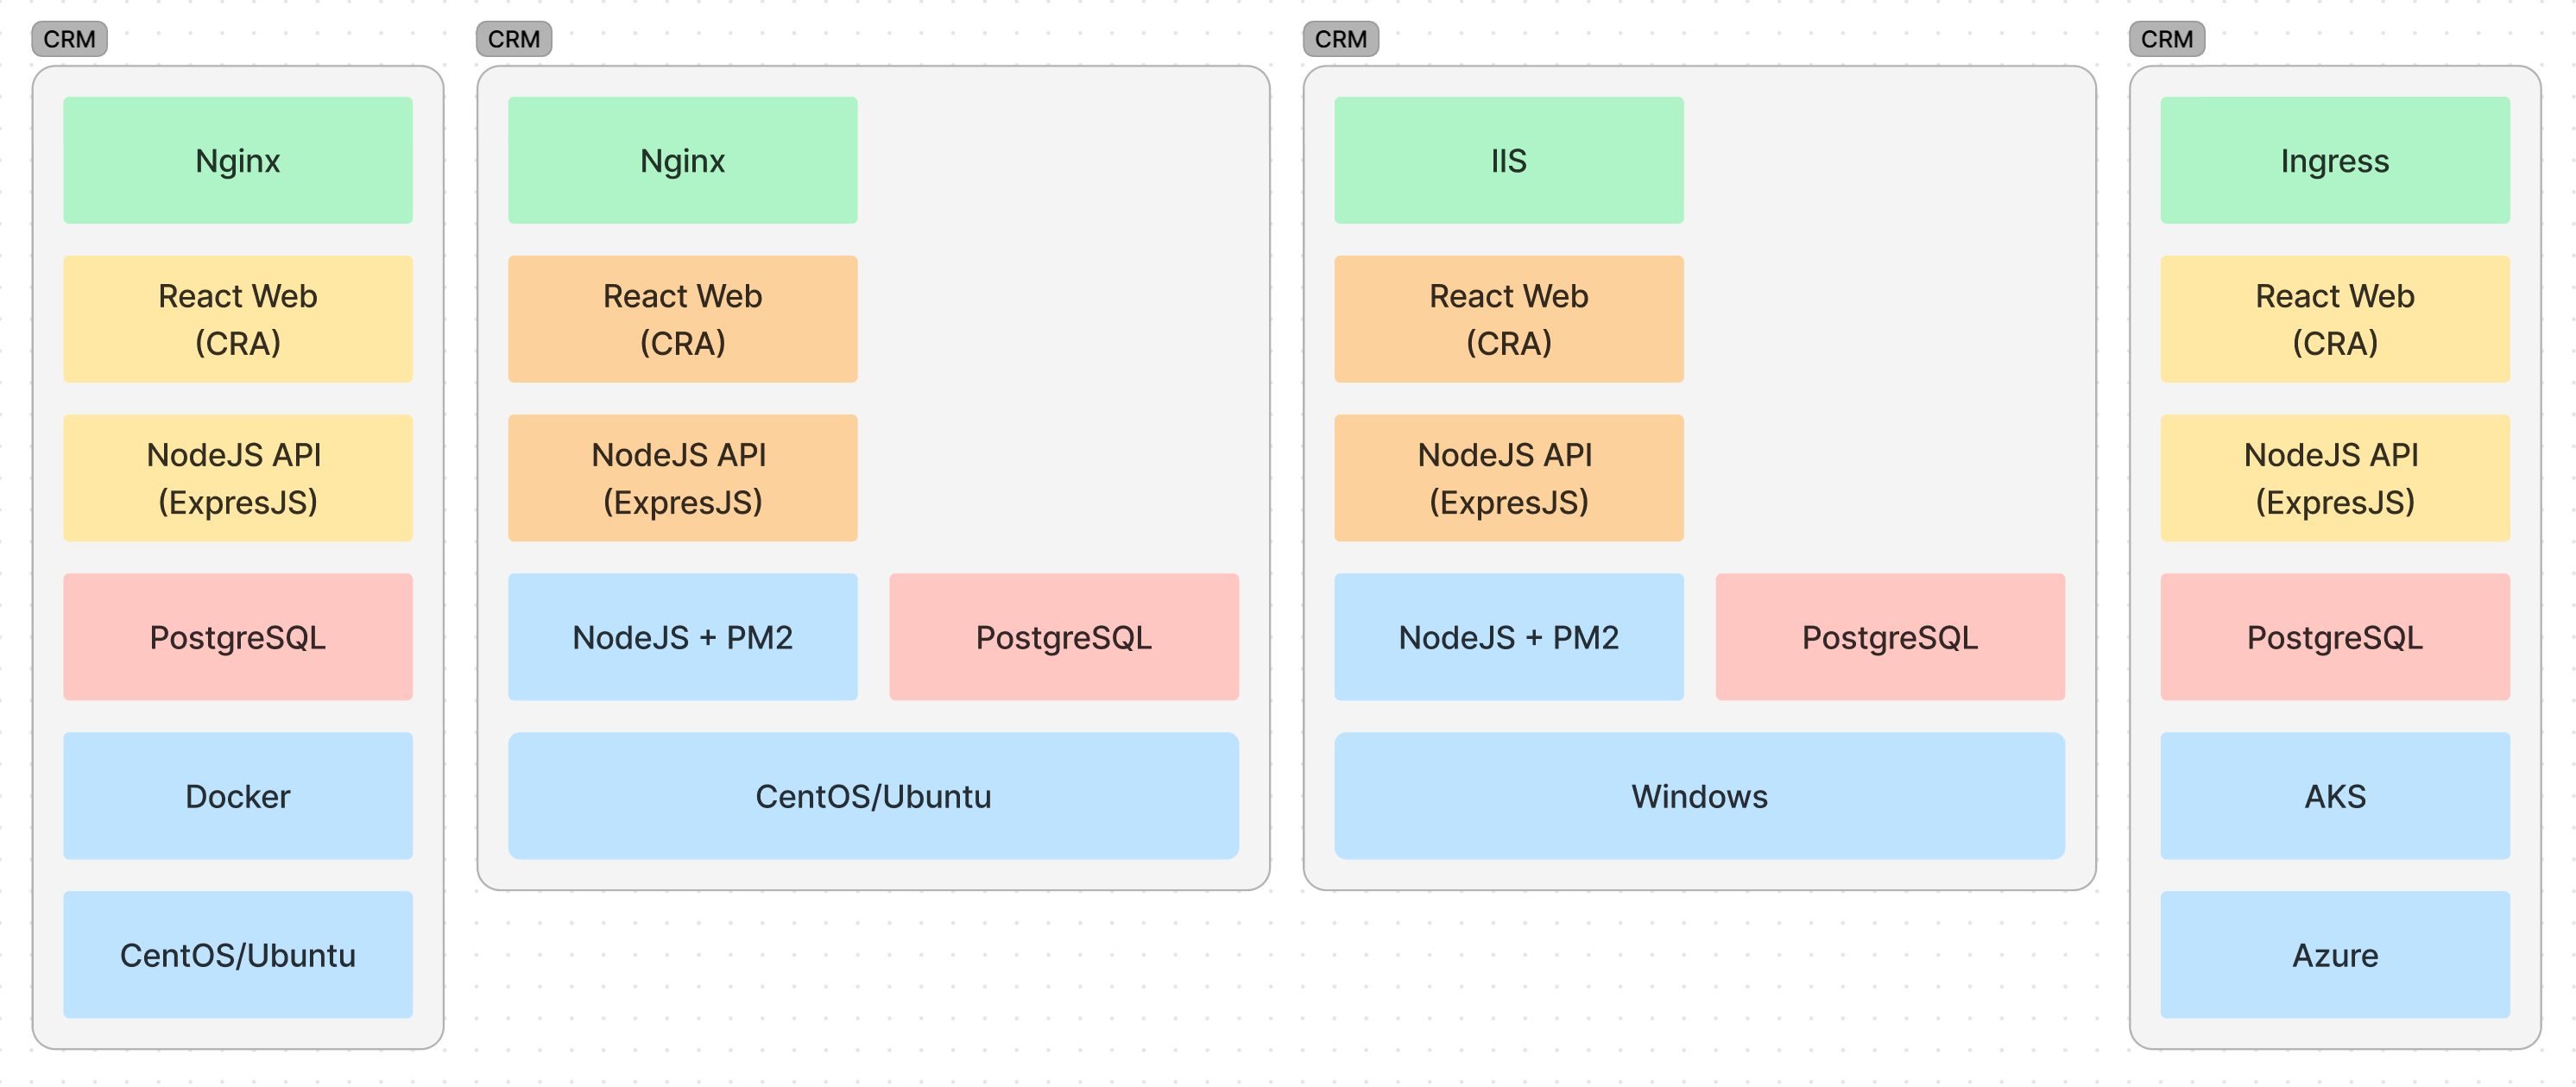 CRM
Nginx
React Web
(CRA)
NodeJS API
(ExpresJS)
PostgreSQL
Docker
CentOS/Ubuntu
CRM
Nginx
React Web
(CRA)
NodeJS API
(ExpresJS)
NodeJS + PM2
PostgreSQL
CentOS/Ubuntu
CRM
IIS
React Web
(CRA)
NodeJS API
(ExpresJS)
NodeJS + PM2
PostgreSQL
Windows
CRM
Ingress
React Web
(CRA)
NodeJS API
(ExpresJS)
PostgreSQL
AKS
Azure